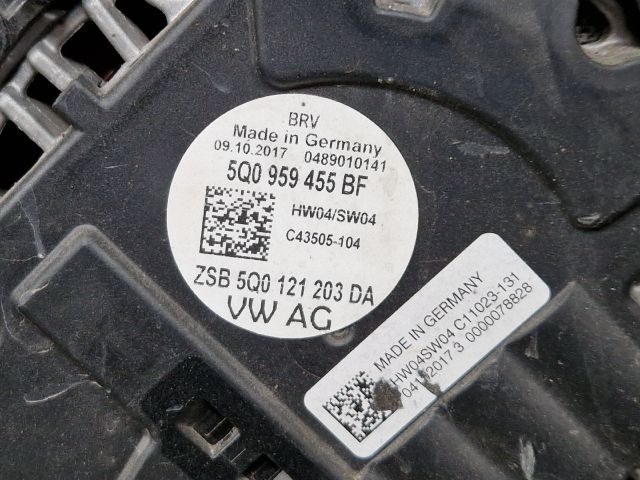 BRV
Made in Germany
09.10.2017 0489010141
5Q0 959 455 BF
HW04/SW04
C43505-104
ZSB 5Q0 121 203 DA
VW AG
MADE IN GERMANY
HW04SW04 C11023-131
2017 3 0000078828